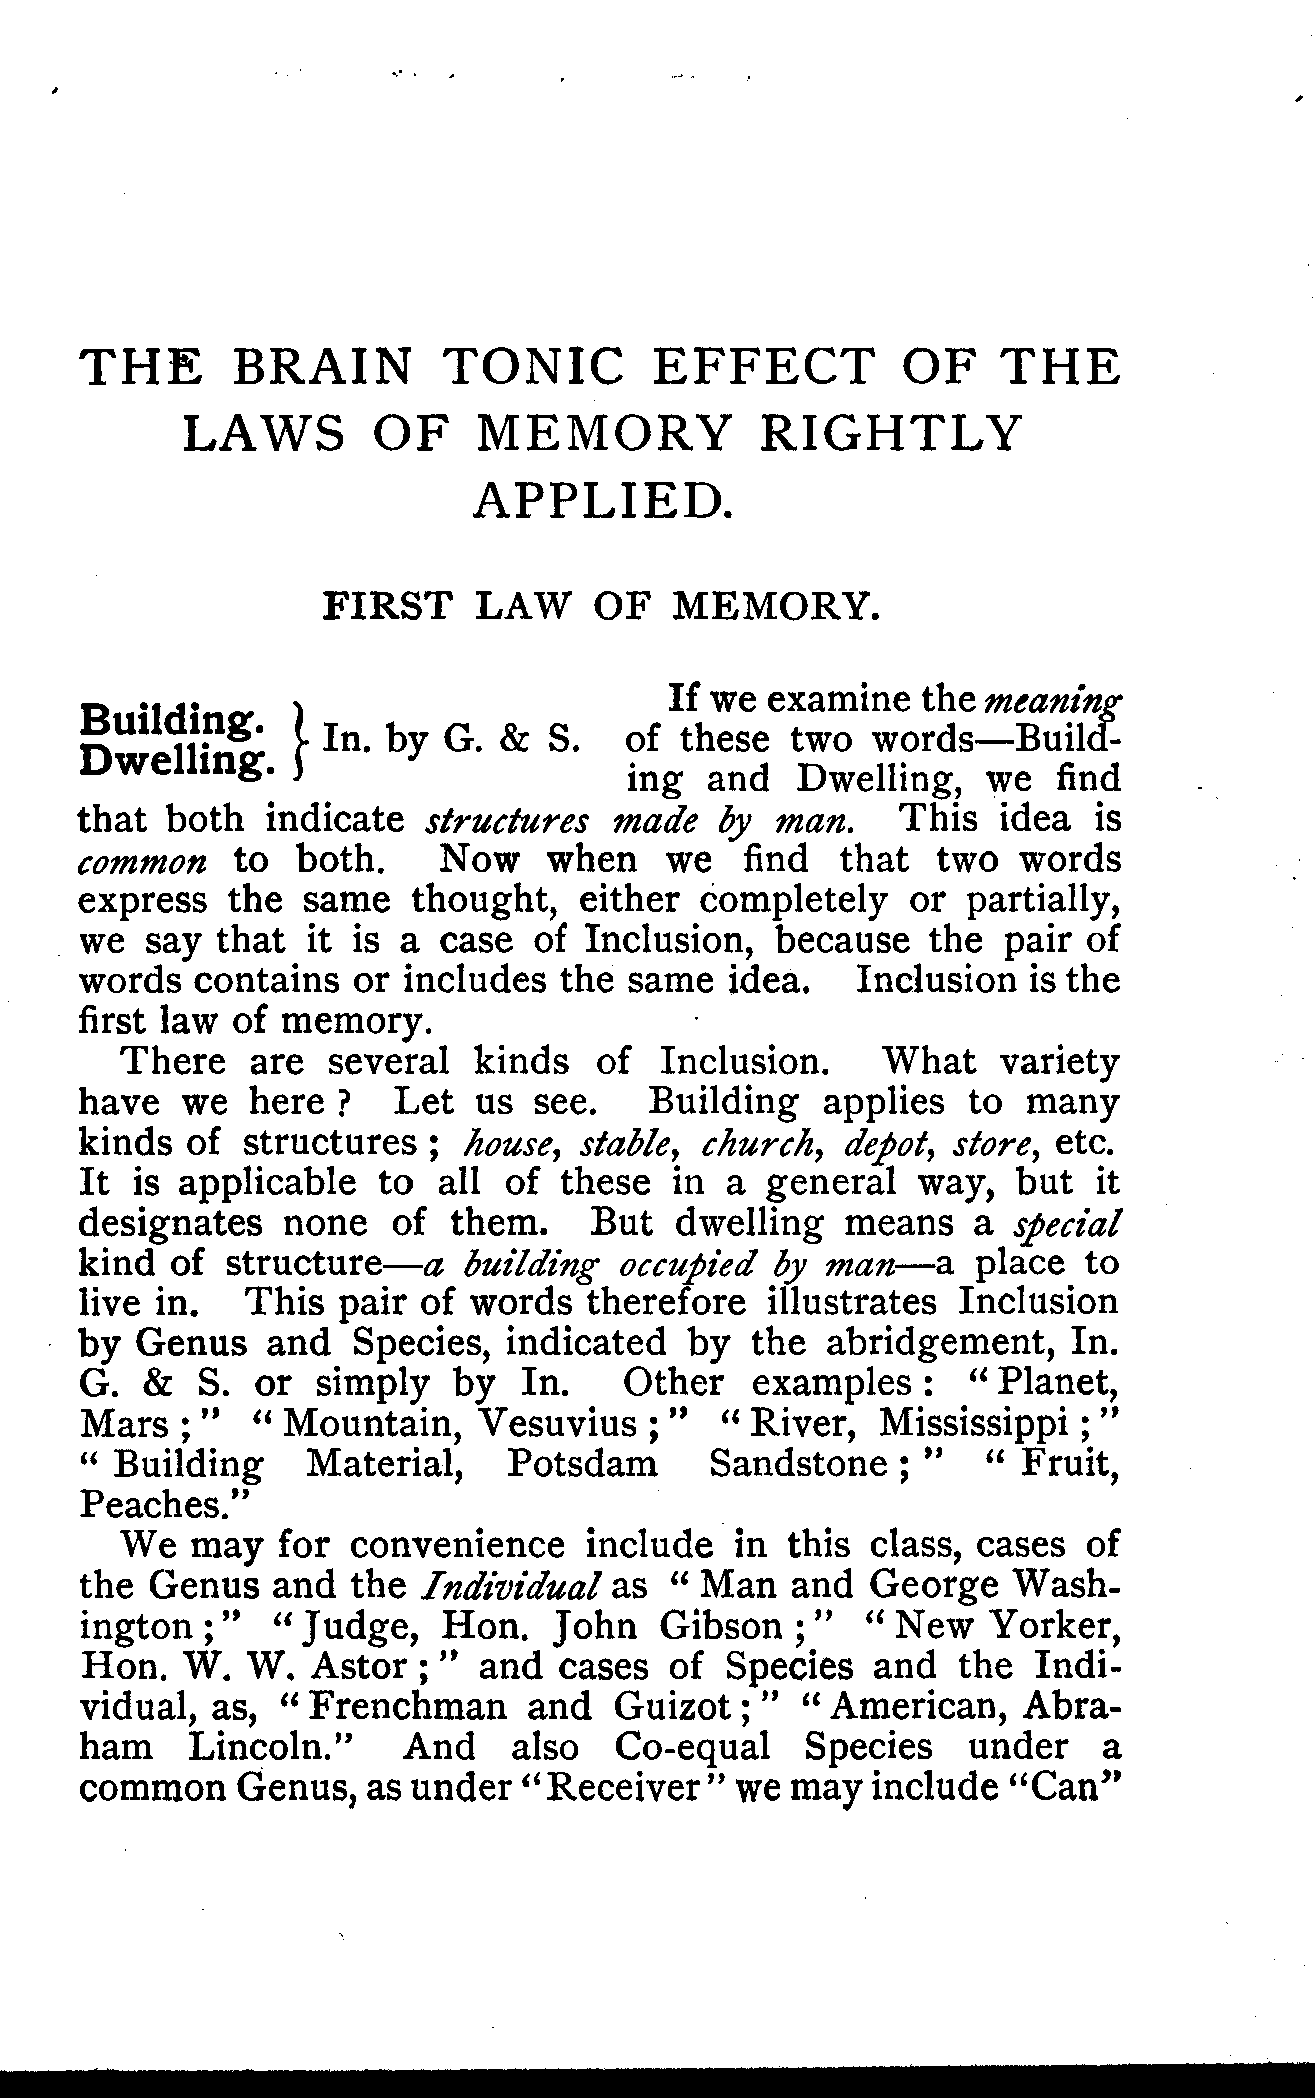 THE BRAIN TONIC EFFECT OF THE
LAWS OF MEMORY RIGHTLY
APPLIED.
FIRST LAW OF MEMORY.
Building. } In. by G. & S.
Dwelling.
If we examine the meaning
of these two words—Build-
ing and Dwelling, we find
that both indicate structures made by man. This idea is
common to both. Now when we find that two words
express the same thought, either completely or partially,
we say that it is a case of Inclusion, because the pair of
words contains or includes the same idea. Inclusion is the
first law of memory.
There are several kinds of Inclusion. What variety
have we here ? Let us see. Building applies to many
kinds of structures ; house, stable, church, depot, store, etc.
It is applicable to all of these in a general way, but it
designates none of them. But dwelling means a special
kind of structure—a building occupied by man—a place to
live in. This pair of words therefore illustrates Inclusion
by Genus and Species, indicated by the abridgement, In.
G. & S. or simply by In. Other examples : “ Planet,
Mars ; ” “ Mountain, Vesuvius ; ” “ River, Mississippi ; ”
“ Building Material, Potsdam Sandstone ; ” “ Fruit,
Peaches.”
We may for convenience include in this class, cases of
the Genus and the Individual as “ Man and George Wash-
ington ; ” “ Judge, Hon. John Gibson ; ” “ New Yorker,
Hon. W. W. Astor ; ” and cases of Species and the Indi-
vidual, as, “ Frenchman and Guizot ; ” “ American, Abra-
ham Lincoln.” And also Co-equal Species under a
common Genus, as under “Receiver” we may include “Can”